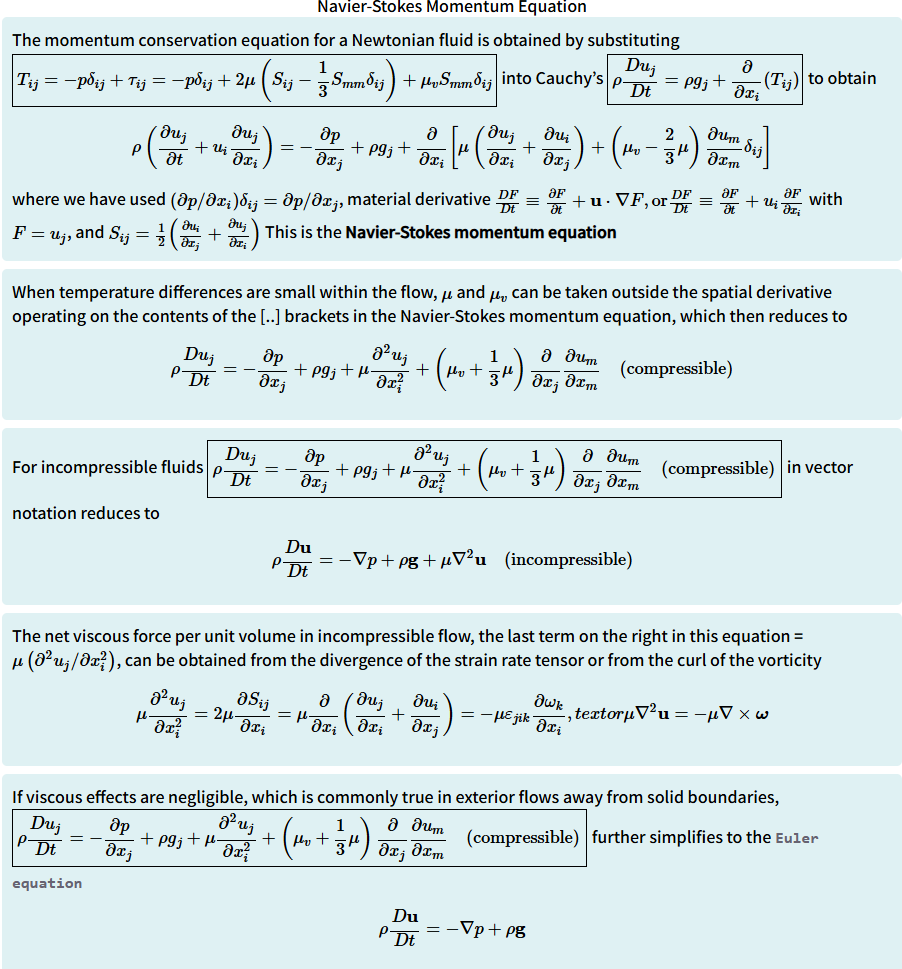 Navier-Stokes Momentum Equation
The momentum conservation equation for a Newtonian fluid is obtained by substituting
$T_{ij} = -p\delta_{ij} + \tau_{ij} = -p\delta_{ij} + 2\mu \left( S_{ij} - \frac{1}{3} S_{mm}\delta_{ij} \right) + \mu_v S_{mm}\delta_{ij}$ into Cauchy's $\rho \frac{Du_j}{Dt} = \rho g_j + \frac{\partial}{\partial x_i}(T_{ij})$ to obtain
$\rho \left( \frac{\partial u_j}{\partial t} + u_i \frac{\partial u_j}{\partial x_i} \right) = -\frac{\partial p}{\partial x_j} + \rho g_j + \frac{\partial}{\partial x_i} \left[ \mu \left( \frac{\partial u_j}{\partial x_i} + \frac{\partial u_i}{\partial x_j} \right) + \left( \mu_v - \frac{2}{3}\mu \right) \frac{\partial u_m}{\partial x_m} \delta_{ij} \right]$
where we have used $(\partial p/\partial x_i)\delta_{ij} = \partial p/\partial x_j$, material derivative $\frac{DF}{Dt} \equiv \frac{\partial F}{\partial t} + \mathbf{u} \cdot \nabla F, \text{or} \frac{DF}{Dt} \equiv \frac{\partial F}{\partial t} + u_i \frac{\partial F}{\partial x_i}$ with
$F = u_j$, and $S_{ij} = \frac{1}{2} \left( \frac{\partial u_i}{\partial x_j} + \frac{\partial u_j}{\partial x_i} \right)$ This is the Navier-Stokes momentum equation
When temperature differences are small within the flow, $\mu$ and $\mu_v$ can be taken outside the spatial derivative
operating on the contents of the [..] brackets in the Navier-Stokes momentum equation, which then reduces to
$\rho \frac{Du_j}{Dt} = -\frac{\partial p}{\partial x_j} + \rho g_j + \mu \frac{\partial^2 u_j}{\partial x_i^2} + \left( \mu_v + \frac{1}{3}\mu \right) \frac{\partial}{\partial x_j} \frac{\partial u_m}{\partial x_m} \quad \text{(compressible)}$
For incompressible fluids $\rho \frac{Du_j}{Dt} = -\frac{\partial p}{\partial x_j} + \rho g_j + \mu \frac{\partial^2 u_j}{\partial x_i^2} + \left( \mu_v + \frac{1}{3}\mu \right) \frac{\partial}{\partial x_j} \frac{\partial u_m}{\partial x_m} \quad \text{(compressible)}$ in vector
notation reduces to
$\rho \frac{D\mathbf{u}}{Dt} = -\nabla p + \rho \mathbf{g} + \mu \nabla^2 \mathbf{u} \quad \text{(incompressible)}$
The net viscous force per unit volume in incompressible flow, the last term on the right in this equation =
$\mu \left( \partial^2 u_j / \partial x_i^2 \right)$, can be obtained from the divergence of the strain rate tensor or from the curl of the vorticity
$\mu \frac{\partial^2 u_j}{\partial x_i^2} = 2\mu \frac{\partial S_{ij}}{\partial x_i} = \mu \frac{\partial}{\partial x_i} \left( \frac{\partial u_j}{\partial x_i} + \frac{\partial u_i}{\partial x_j} \right) = -\mu \varepsilon_{jik} \frac{\partial \omega_k}{\partial x_i}, textor \mu \nabla^2 \mathbf{u} = -\mu \nabla \times \boldsymbol{\omega}$
If viscous effects are negligible, which is commonly true in exterior flows away from solid boundaries,
$\rho \frac{Du_j}{Dt} = -\frac{\partial p}{\partial x_j} + \rho g_j + \mu \frac{\partial^2 u_j}{\partial x_i^2} + \left( \mu_v + \frac{1}{3}\mu \right) \frac{\partial}{\partial x_j} \frac{\partial u_m}{\partial x_m} \quad \text{(compressible)}$ further simplifies to the Euler
equation
$\rho \frac{D\mathbf{u}}{Dt} = -\nabla p + \rho \mathbf{g}$